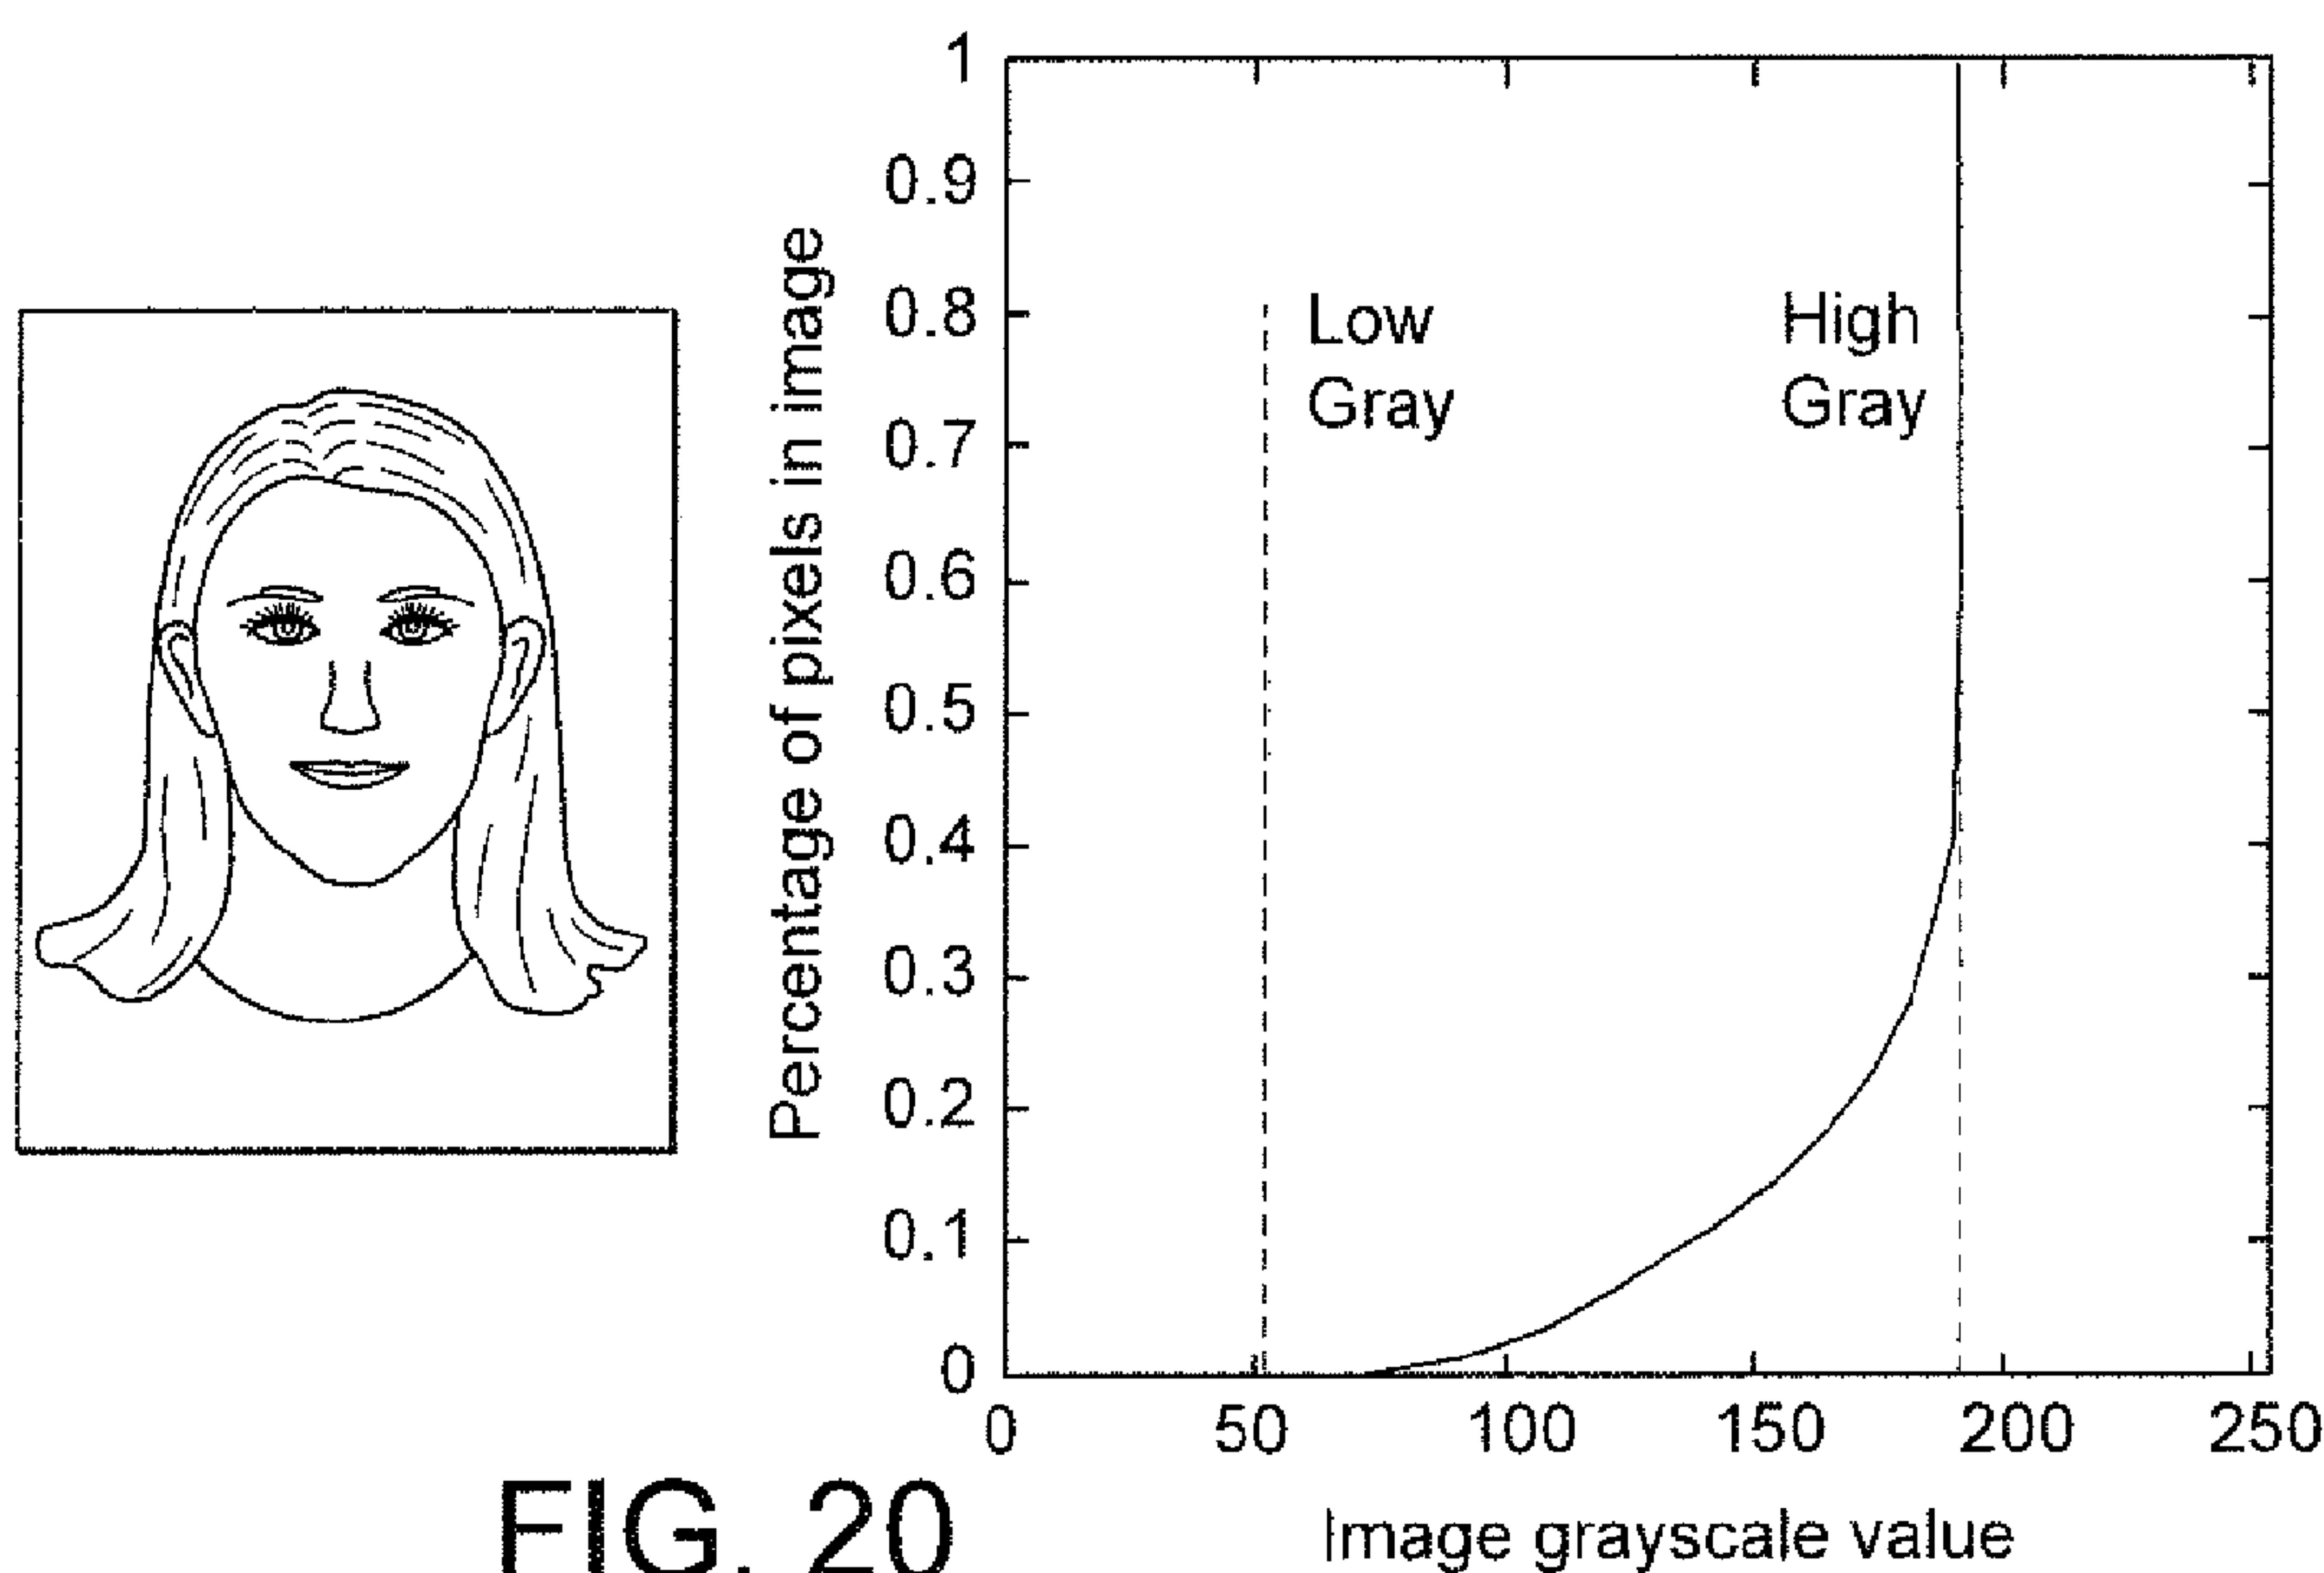 Percentage of pixels in image
1
0.9
0.8
0.7
0.6
0.5
0.4
0.3
0.2
0.1
0
Low
Gray
High
Gray
0 50 100 150 200 250
Image grayscale value
FIG. 20